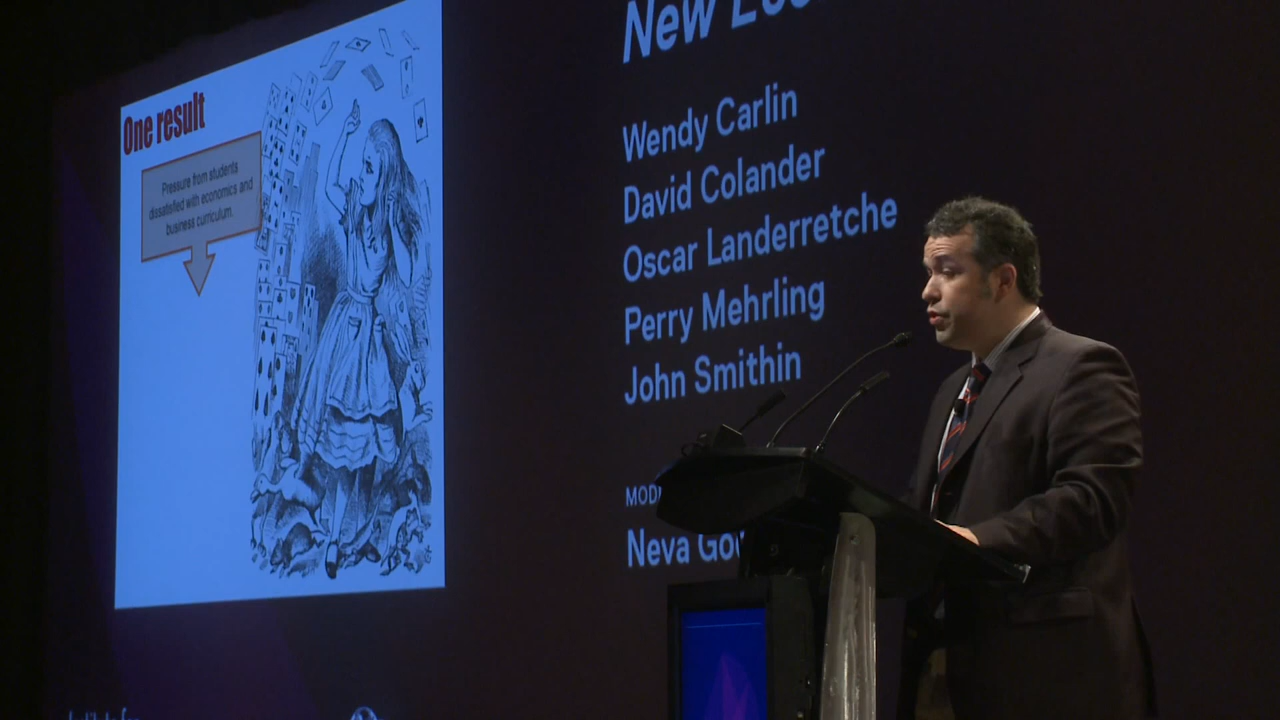 One result
Pressure from students
dissatisfied with economics and
business curriculum.
New
Wendy Carlin
David Colander
Oscar Landerretche
Perry Mehrling
John Smithin
Neva